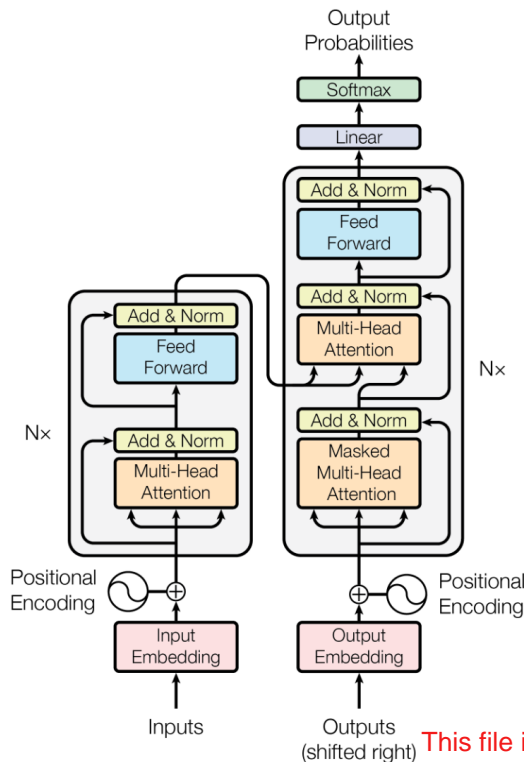 Output
Probabilities
Softmax
Linear
Add & Norm
Feed
Forward
Add & Norm
Multi-Head
Attention
Add & Norm
Masked
Multi-Head
Attention
N×
Add & Norm
Feed
Forward
Add & Norm
Multi-Head
Attention
N×
Positional
Encoding
Positional
Encoding
Input
Embedding
Output
Embedding
Inputs
Outputs
(shifted right)
This file i